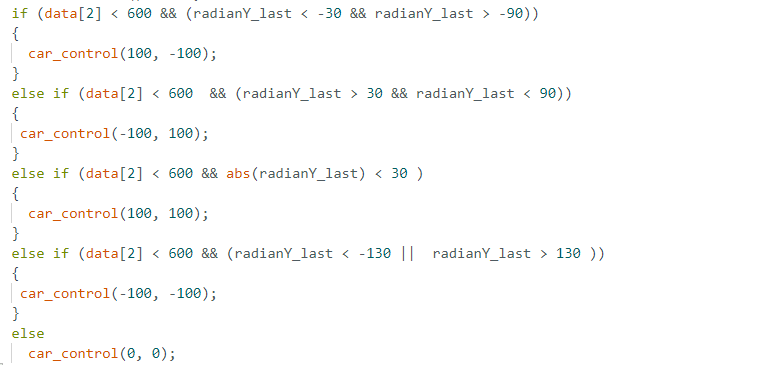 if (data[2] < 600 && (radianY_last < -30 && radianY_last > -90))
{
  car_control(100, -100);
}
else if (data[2] < 600  && (radianY_last > 30 && radianY_last < 90))
{
 car_control(-100, 100);
}
else if (data[2] < 600 && abs(radianY_last) < 30 )
{
  car_control(100, 100);
}
else if (data[2] < 600 && (radianY_last < -130 ||  radianY_last > 130 ))
{
 car_control(-100, -100);
}
else
  car_control(0, 0);